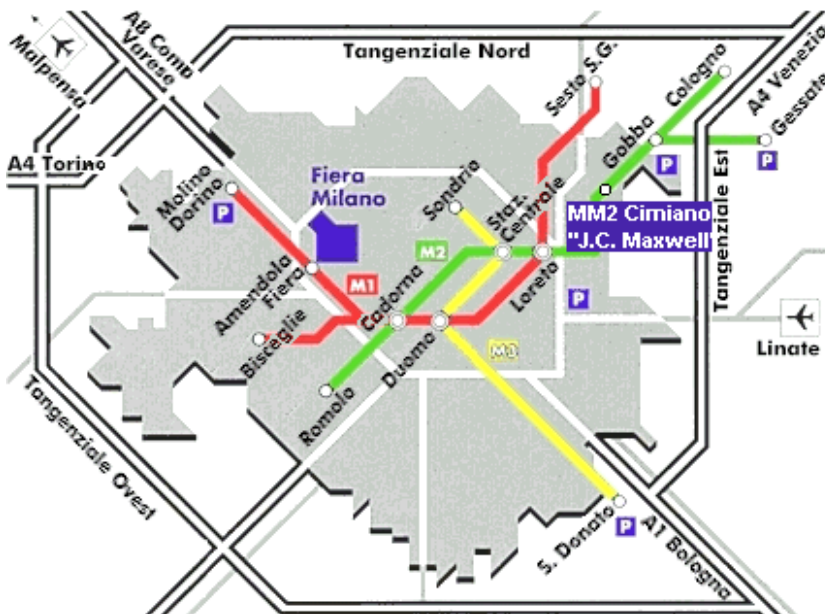 A8 Comp
Varese
Malpensa
Tangenziale Nord
Sesto S.G.
Cologno
A4 Venezia
Gobba
Gessate
A4 Torino
Molino
Dorino
P
Fiera
Milano
Sondrio
Staz.
Centrale
P
P
MM2 Cimiano
"J.C. Maxwell"
Tangenziale Est
M2
Amendola
Fiera
M1
Cadorna
Loreto
P
Bisceglie
Duomo
M3
Linate
Romolo
Tangenziale Ovest
S. Donato
P
A1 Bologna